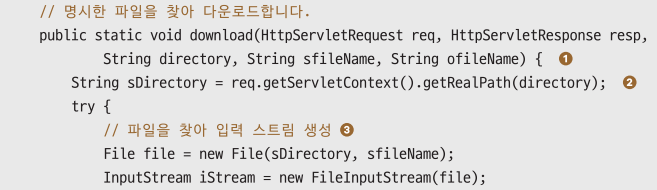 // 명시한 파일을 찾아 다운로드합니다.
public static void download(HttpServletRequest req, HttpServletResponse resp,
String directory, String sfileName, String ofileName) { ❶
String sDirectory = req.getServletContext().getRealPath(directory); ❷
try {
// 파일을 찾아 입력 스트림 생성 ❸
File file = new File(sDirectory, sfileName);
InputStream iStream = new FileInputStream(file);